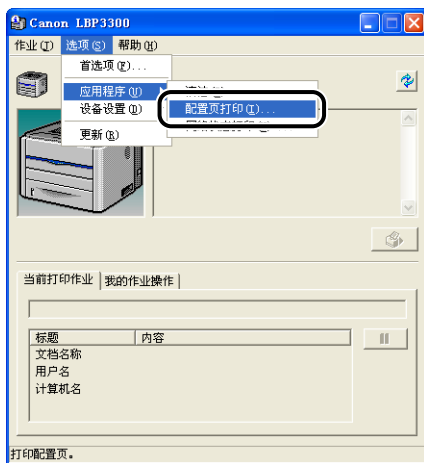 Canon LBP3300
作业(J) 选项(S) 帮助(H)
首选项(P)...
应用程序(U)
设备设置(D)
更新(R)
配置页打印(I)...
当前打印作业 我的作业操作
标题 内容
文档名称
用户名
计算机名
打印配置页。